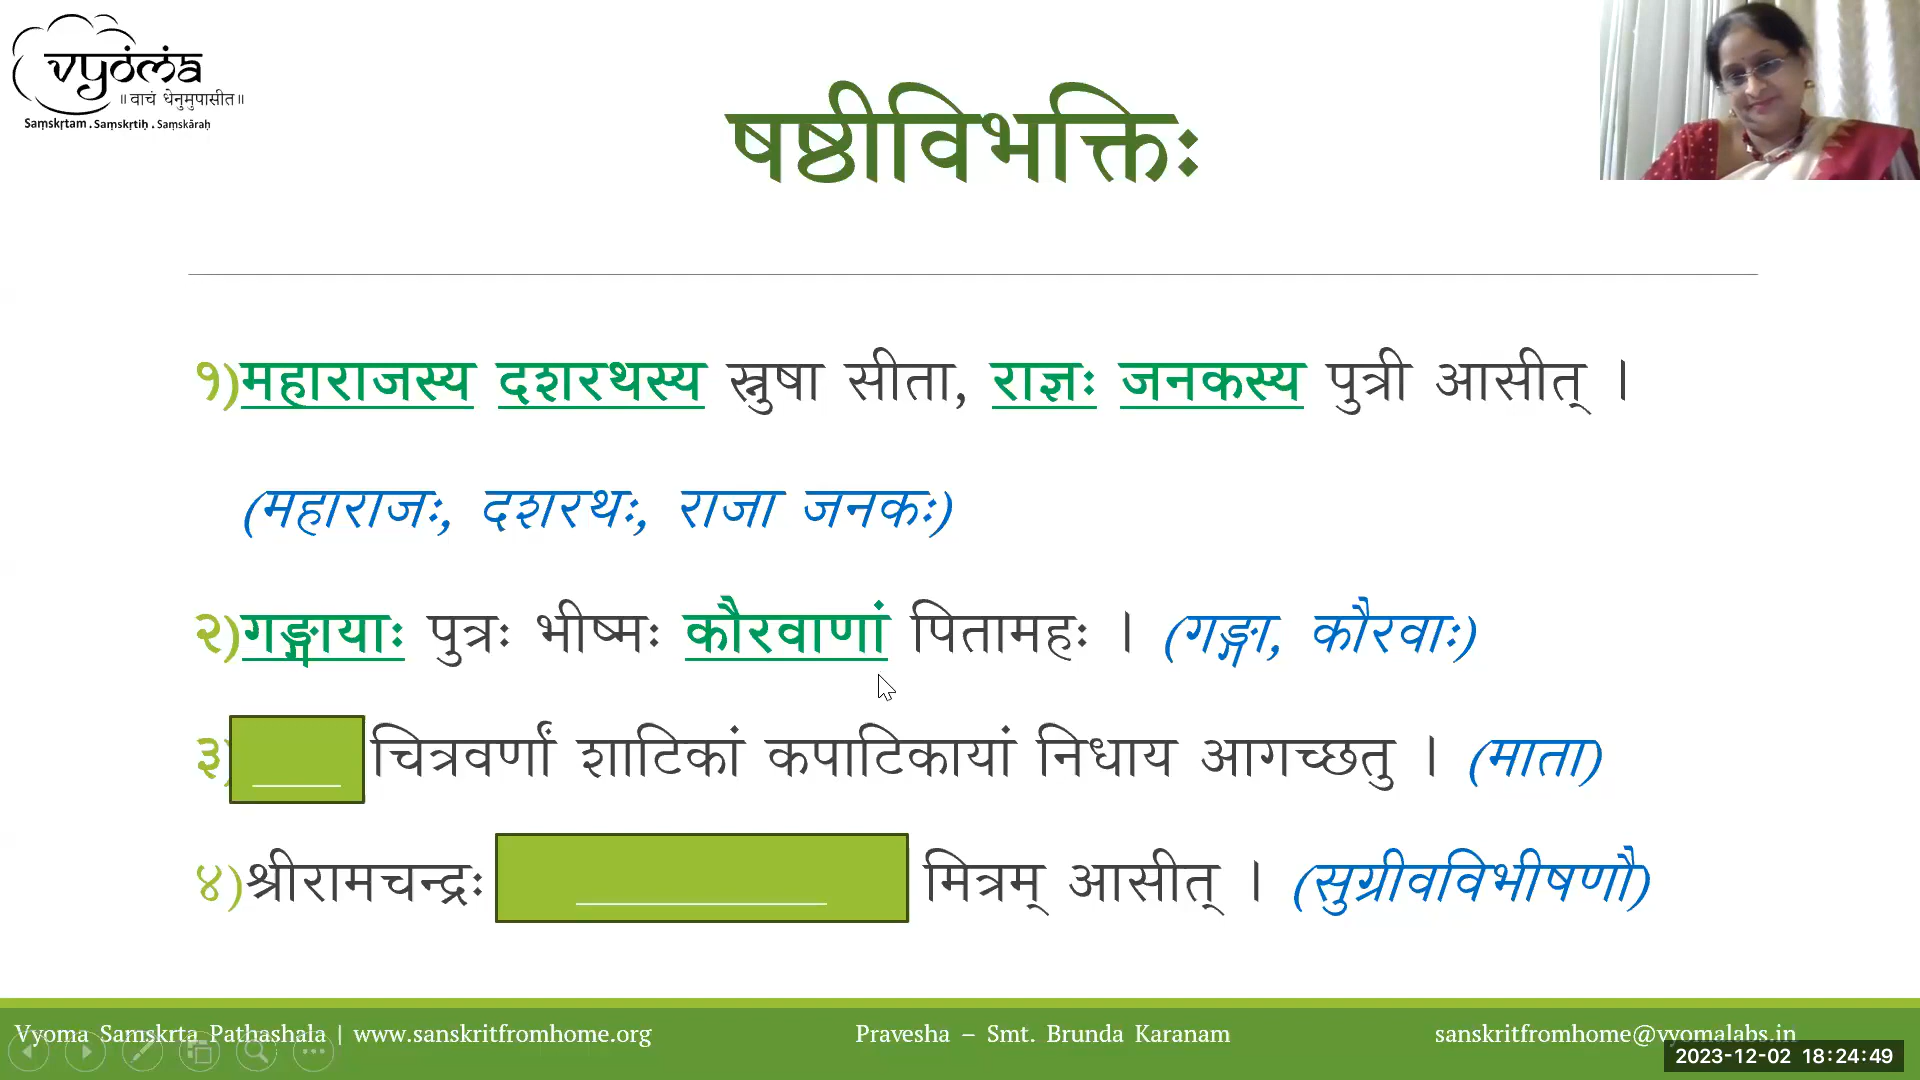 vyoma
॥वाचं धेनुमुपासीत॥
Saṃskṛtam . Saṃskṛtiḥ . Saṃskāraḥ
षष्ठीविभक्तिः
१)महाराजस्य दशरथस्य स्नुषा सीता, राज्ञः जनकस्य पुत्री आसीत् ।
(महाराजः, दशरथः, राजा जनकः)
२)गङ्गायाः पुत्रः भीष्मः कौरवाणां पितामहः । (गङ्गा, कौरवाः)
३) चित्रवर्णां शाटिकां कपाटिकायां निधाय आगच्छतु । (माता)
४)श्रीरामचन्द्रः मित्रम् आसीत् । (सुग्रीवविभीषणौ)
Vyoma Samskrta Pathashala | www.sanskritfromhome.org
Pravesha – Smt. Brunda Karanam
sanskritfromhome@vyomalabs.in
2023-12-02 18:24:49